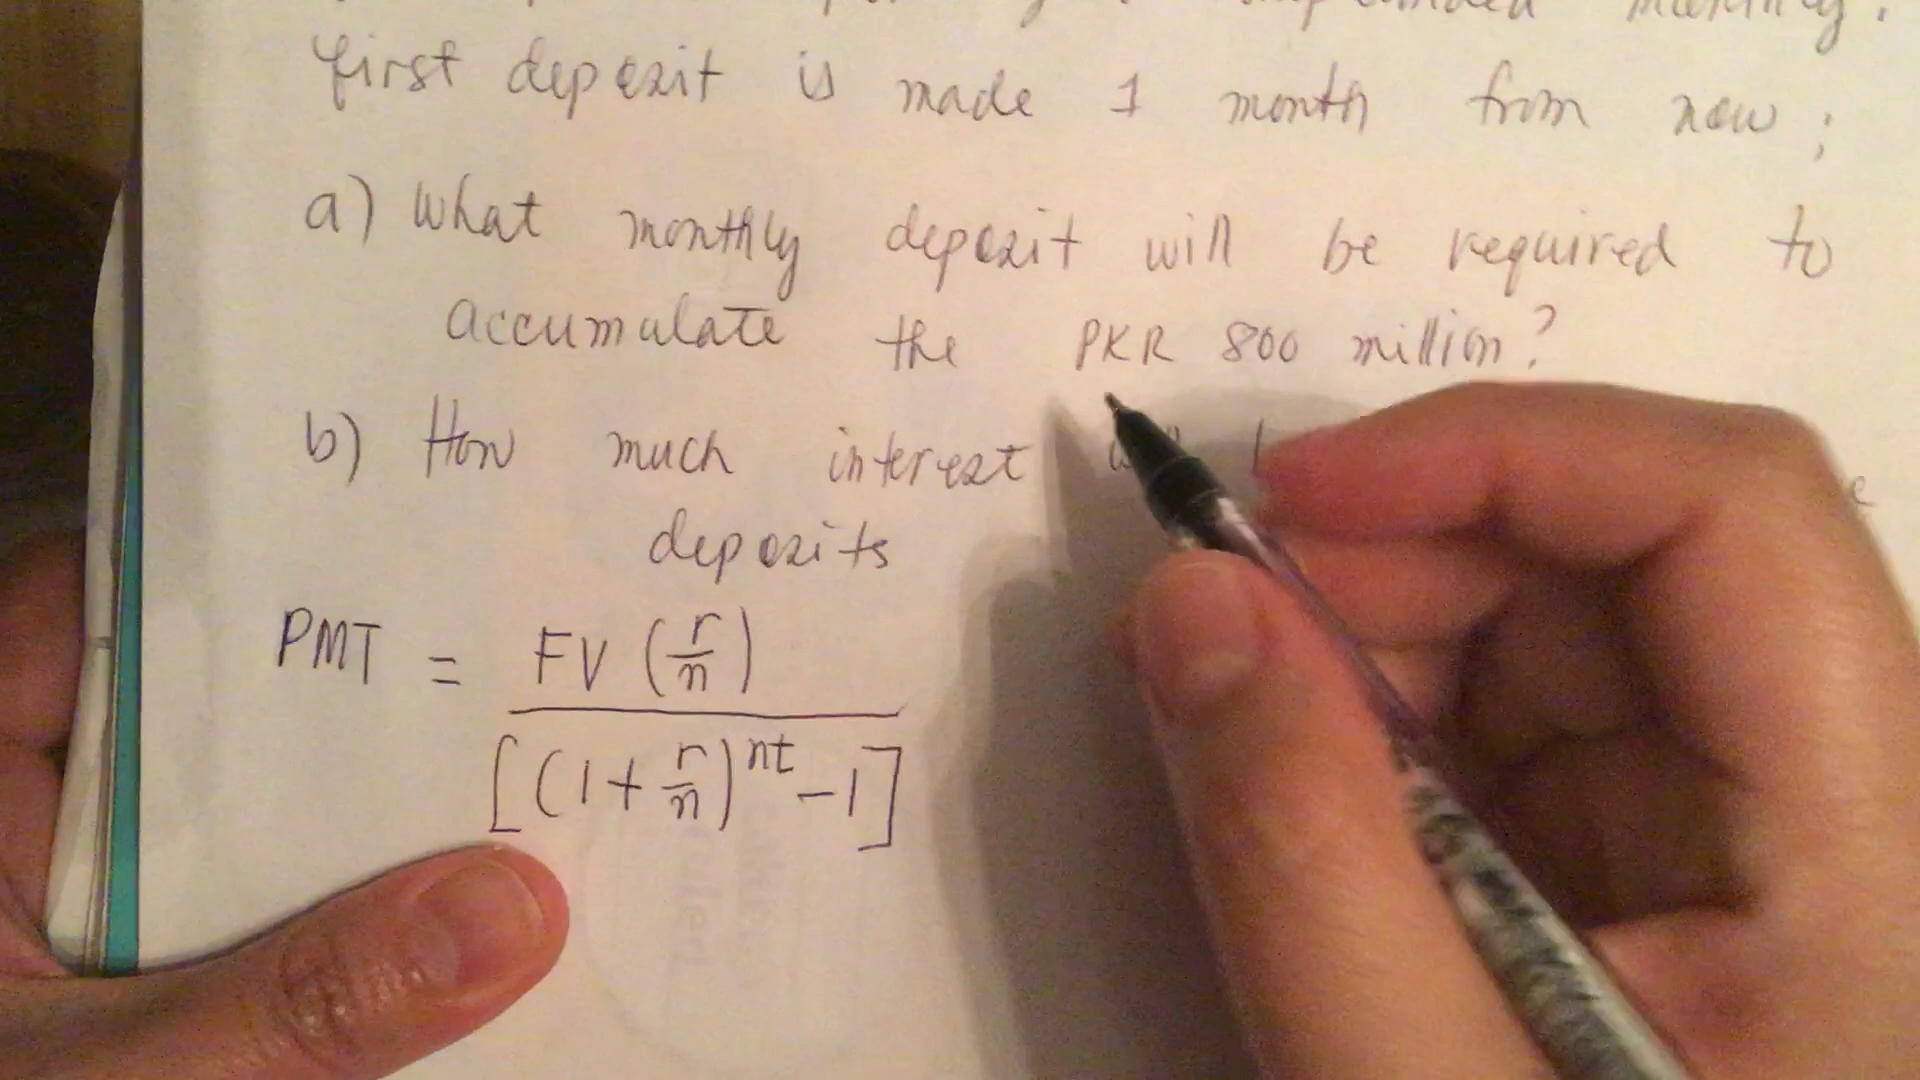 first deposit is made 1 month from now;
a) What monthly deposit will be required to
accumulate the PKR 800 million?
b) How much interest
deposits
PMT = FV (r/n)
[(1 + r/n)^nt - 1]